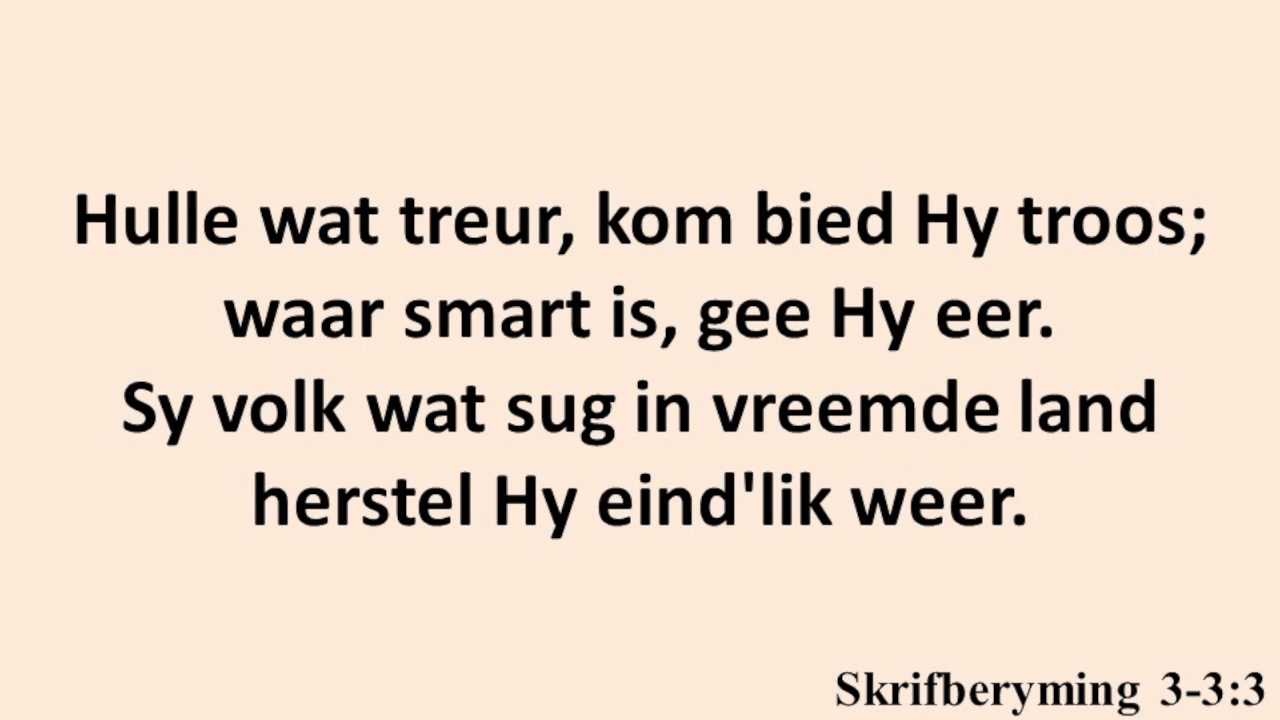 Hulle wat treur, kom bied Hy troos;
waar smart is, gee Hy eer.
Sy volk wat sug in vreemde land
herstel Hy eind'lik weer.
Skrifberyming 3-3:3